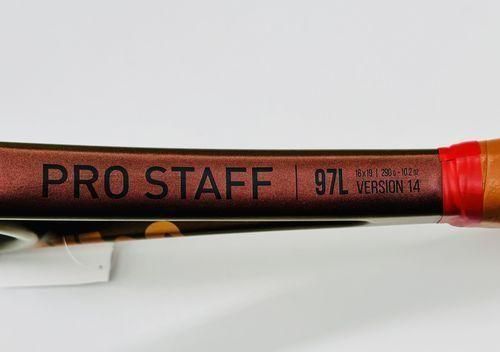 PRO STAFF
97L
16x19 | 290 g - 10.2 oz
VERSION 14